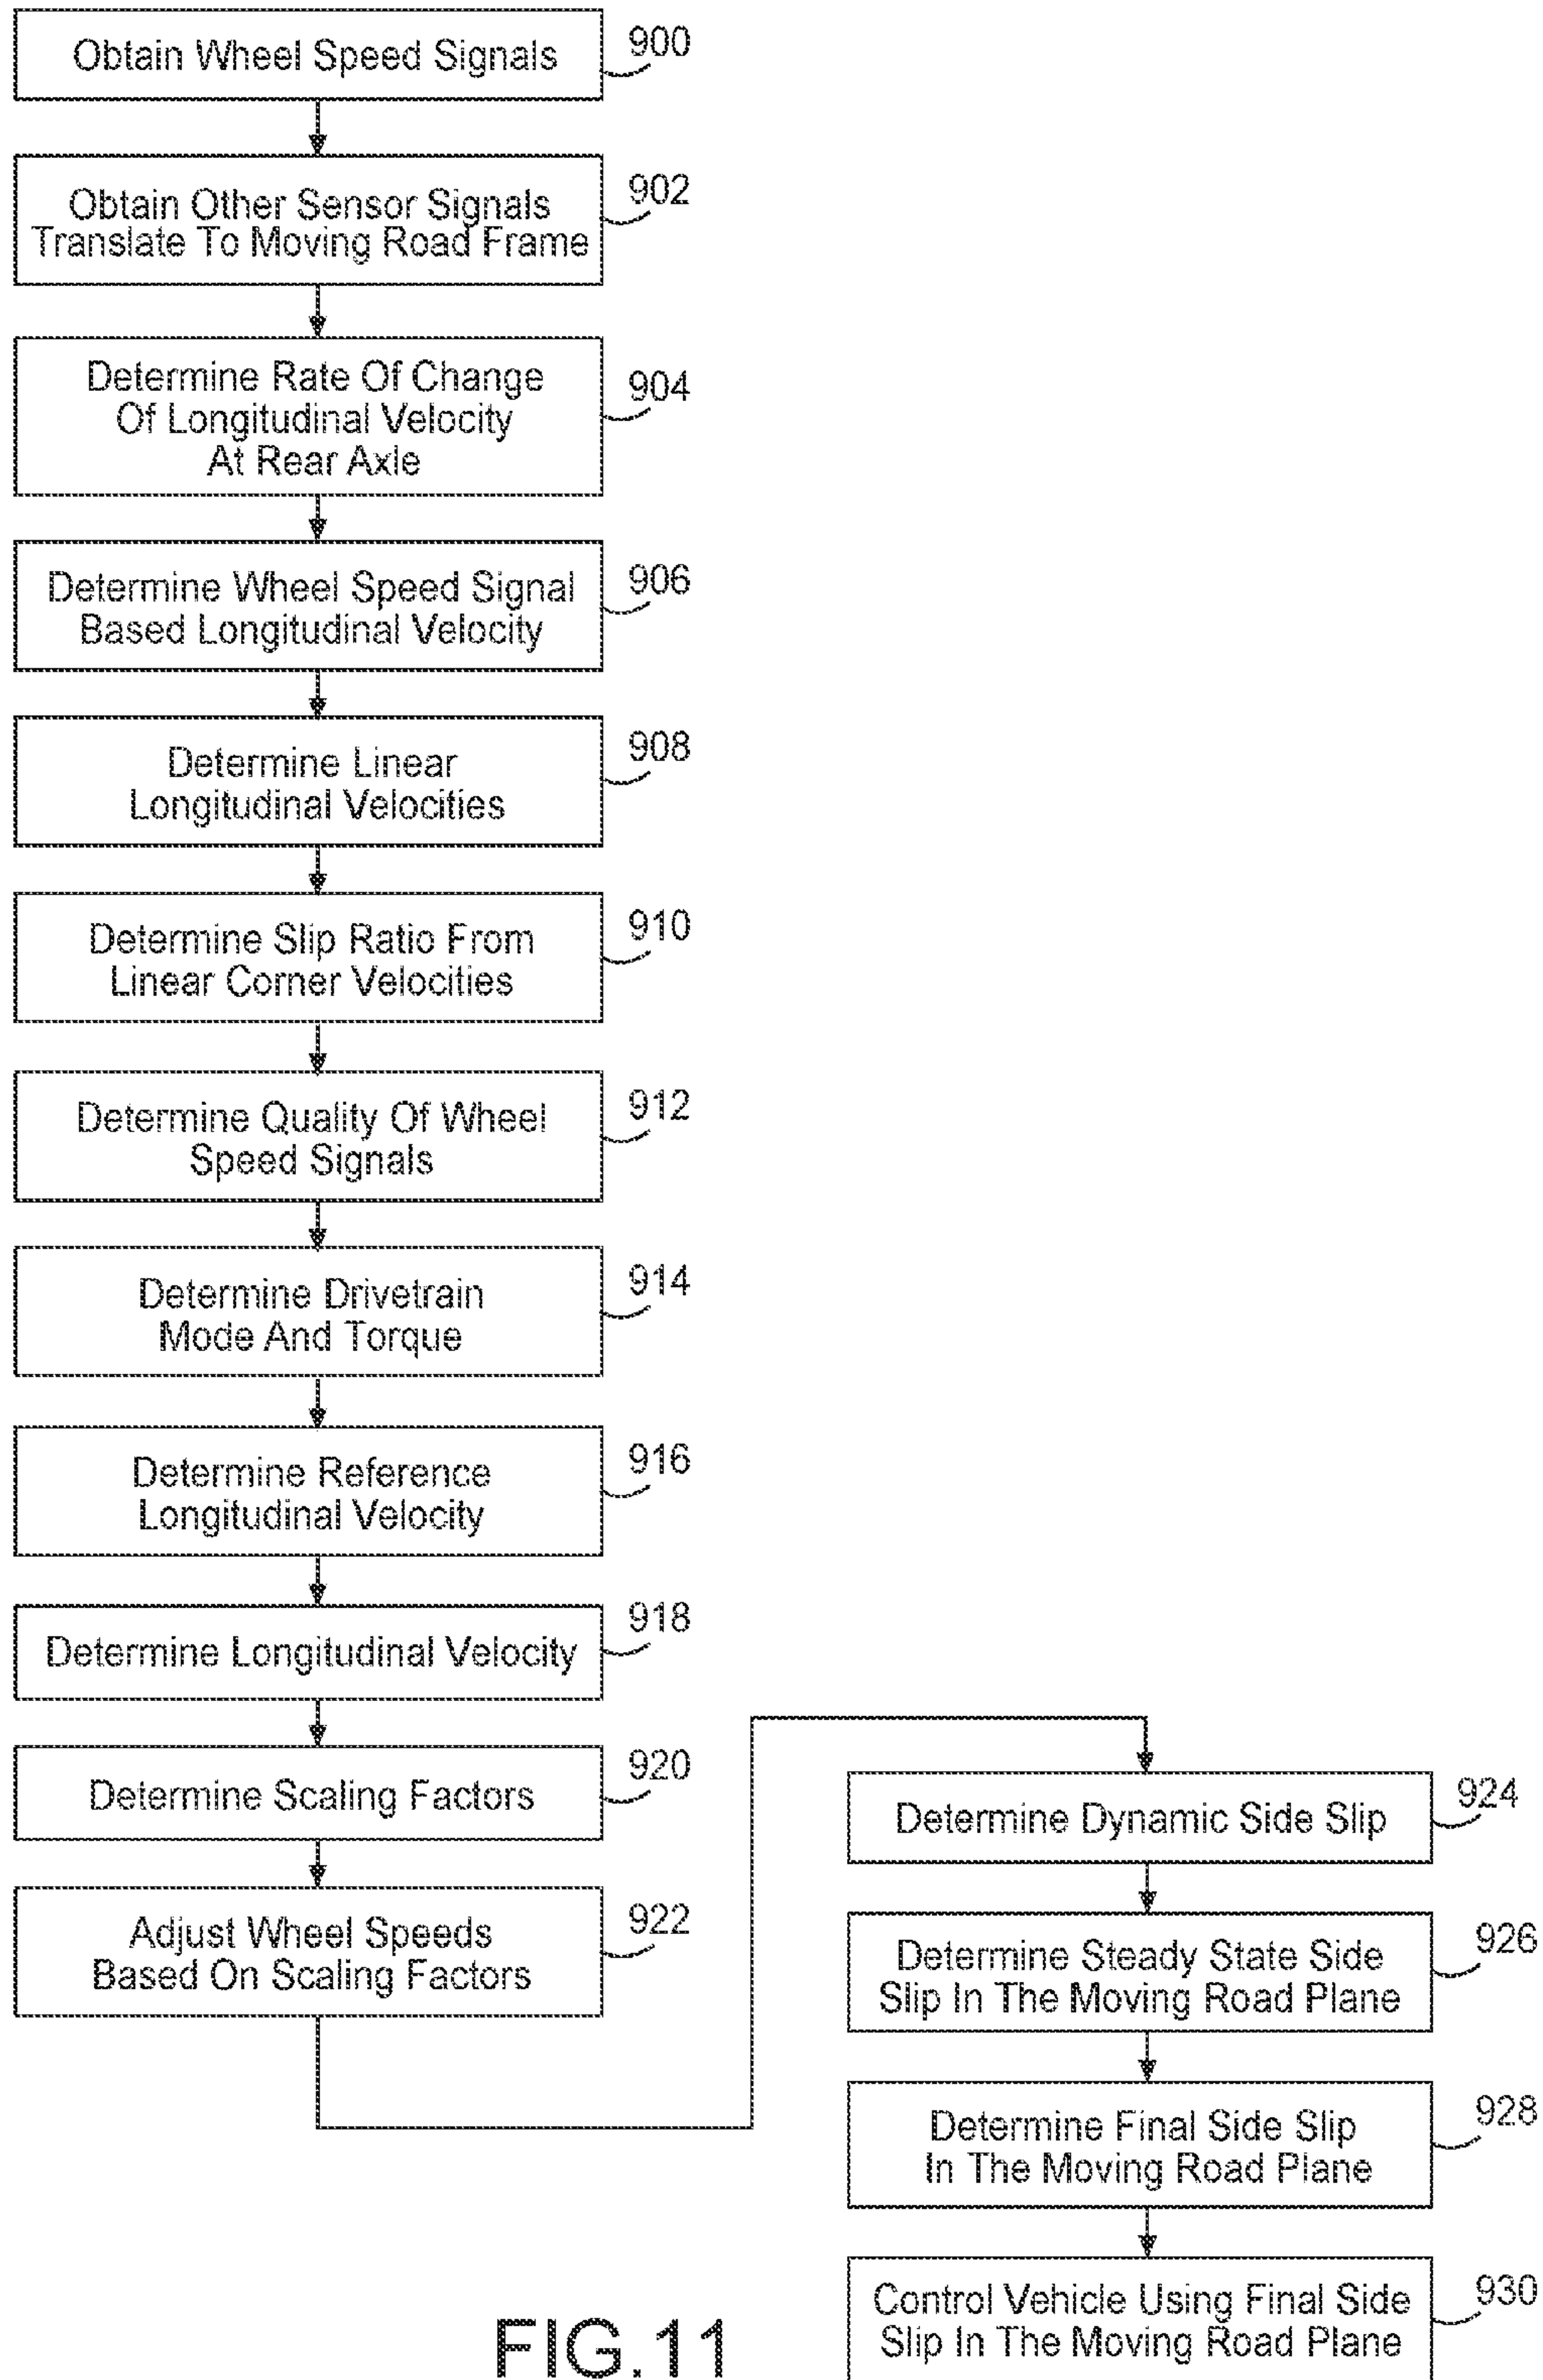 Obtain Wheel Speed Signals
900
Obtain Other Sensor Signals
Translate To Moving Road Frame
902
Determine Rate Of Change
Of Longitudinal Velocity
At Rear Axle
904
Determine Wheel Speed Signal
Based Longitudinal Velocity
906
Determine Linear
Longitudinal Velocities
908
Determine Slip Ratio From
Linear Corner Velocities
910
Determine Quality Of Wheel
Speed Signals
912
Determine Drivetrain
Mode And Torque
914
Determine Reference
Longitudinal Velocity
916
Determine Longitudinal Velocity
918
Determine Scaling Factors
920
Adjust Wheel Speeds
Based On Scaling Factors
922
Determine Dynamic Side Slip
924
Determine Steady State Side
Slip In The Moving Road Plane
926
Determine Final Side Slip
In The Moving Road Plane
928
Control Vehicle Using Final Side
Slip In The Moving Road Plane
930
FIG.11